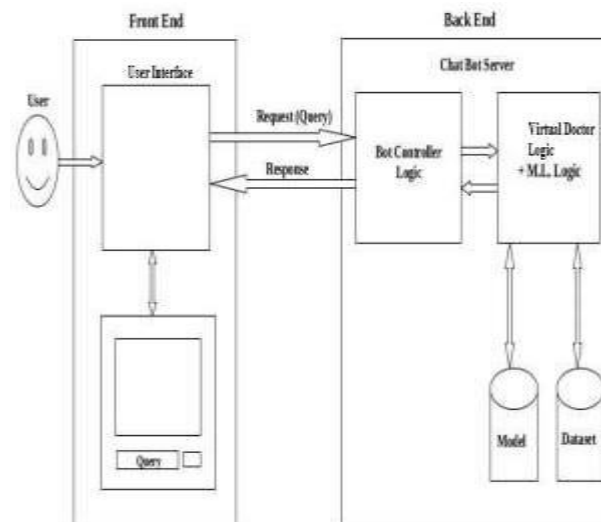 Front End
Back End
User Interface
Chat Bot Server
User
Request (Query)
Response
Bot Controller
Logic
Virtual Doctor
Logic
+ M.L. Logic
Query
Model
Dataset